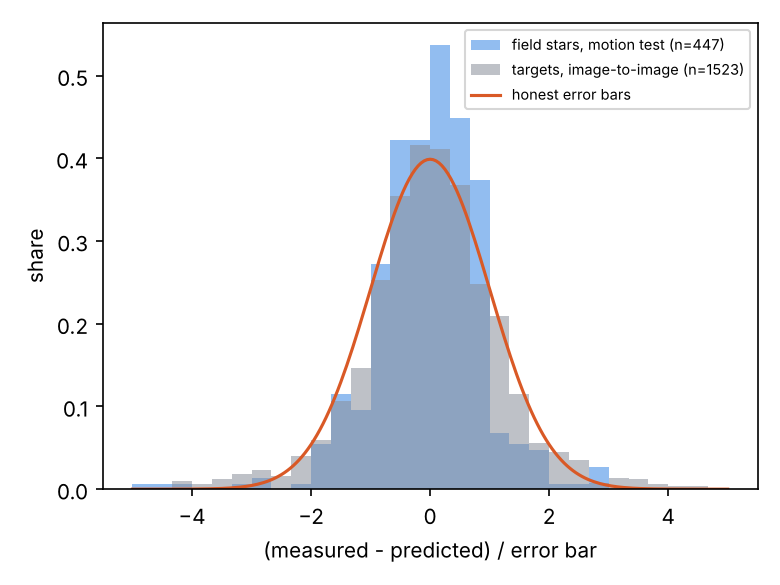 field stars, motion test (n=447)
targets, image-to-image (n=1523)
honest error bars
0.5
0.4
0.3
0.2
0.1
0.0
share
−4 −2 0 2 4
(measured - predicted) / error bar